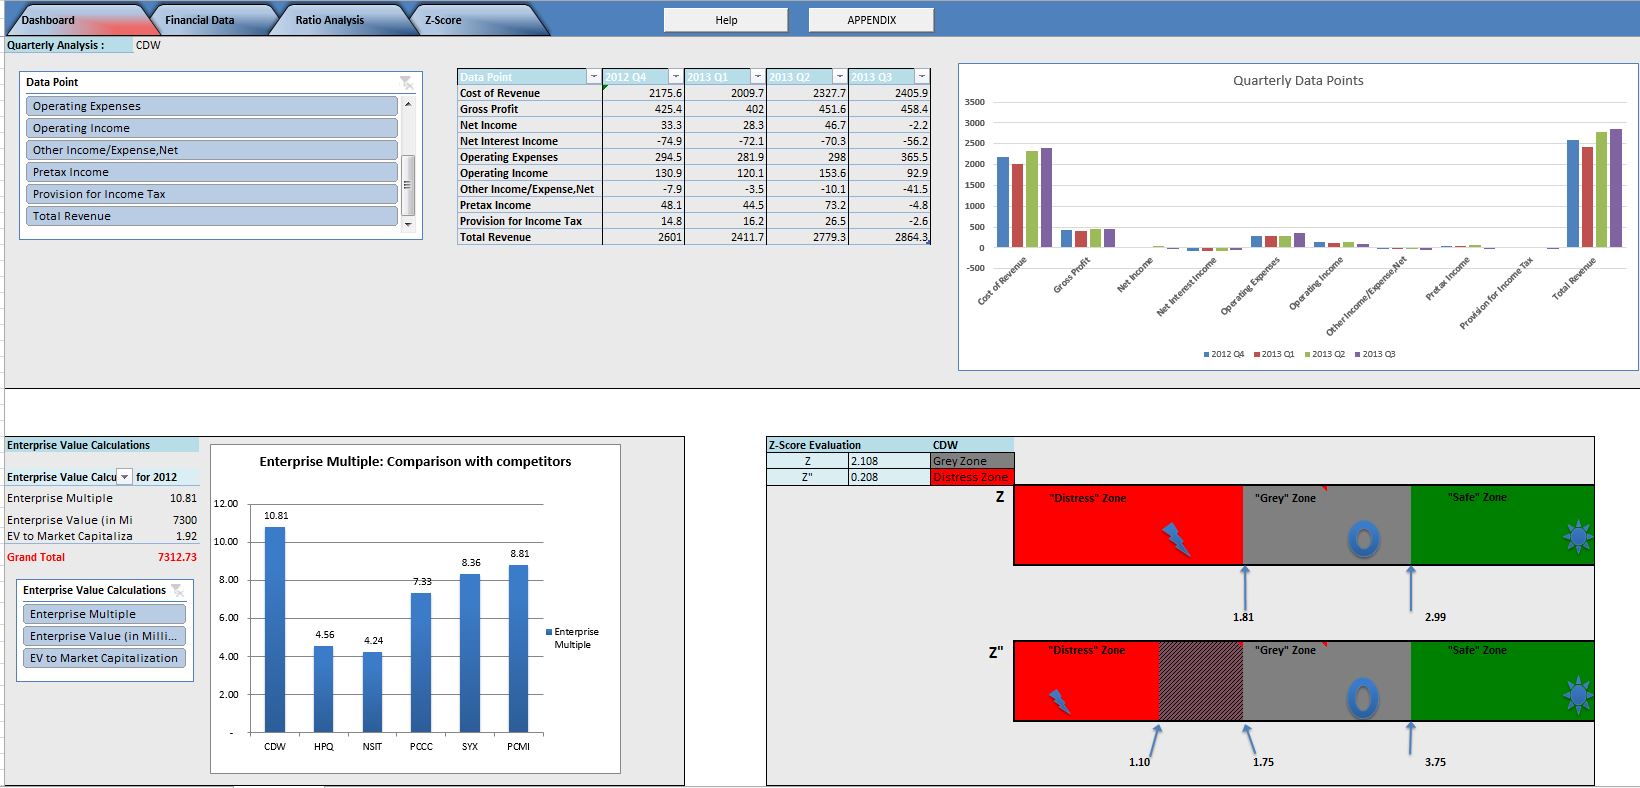 Dashboard
Financial Data
Ratio Analysis
Z-Score
Help
APPENDIX
Quarterly Analysis :
CDW
Data Point
Operating Expenses
Operating Income
Other Income/Expense,Net
Pretax Income
Provision for Income Tax
Total Revenue
Data Point 2012 Q4 2013 Q1 2013 Q2 2013 Q3
Cost of Revenue 2175.6 2009.7 2327.7 2405.9
Gross Profit 425.4 402 451.6 458.4
Net Income 33.3 28.3 46.7 -2.2
Net Interest Income -74.9 -72.1 -70.3 -56.2
Operating Expenses 294.5 281.9 298 365.5
Operating Income 130.9 120.1 153.6 92.9
Other Income/Expense,Net -7.9 -3.5 -10.1 -41.5
Pretax Income 48.1 44.5 73.2 -4.8
Provision for Income Tax 14.8 16.2 26.5 -2.6
Total Revenue 2601 2411.7 2779.3 2864.3
Quarterly Data Points
3500
3000
2500
2000
1500
1000
500
0
-500
Cost of Revenue
Gross Profit
Net Income
Net Interest Income
Operating Expenses
Operating Income
Other Income/Expense,Net
Pretax Income
Provision for Income Tax
Total Revenue
2012 Q4 2013 Q1 2013 Q2 2013 Q3
Enterprise Value Calculations
Enterprise Value Calcu for 2012
Enterprise Multiple 10.81
Enterprise Value (in Mi 7300
EV to Market Capitaliza 1.92
Grand Total 7312.73
Enterprise Value Calculations
Enterprise Multiple
Enterprise Value (in Milli...
EV to Market Capitalization
Enterprise Multiple: Comparison with competitors
12.00
10.00
8.00
6.00
4.00
2.00
-
10.81
4.56
4.24
7.33
8.36
8.81
CDW HPQ NSIT PCCC SYX PCMI
Enterprise
Multiple
Z-Score Evaluation CDW
Z 2.108 Grey Zone
Z" 0.208 Distress Zone
Z
"Distress" Zone
"Grey" Zone
"Safe" Zone
1.81
2.99
Z"
"Distress" Zone
"Grey" Zone
"Safe" Zone
1.10
1.75
3.75